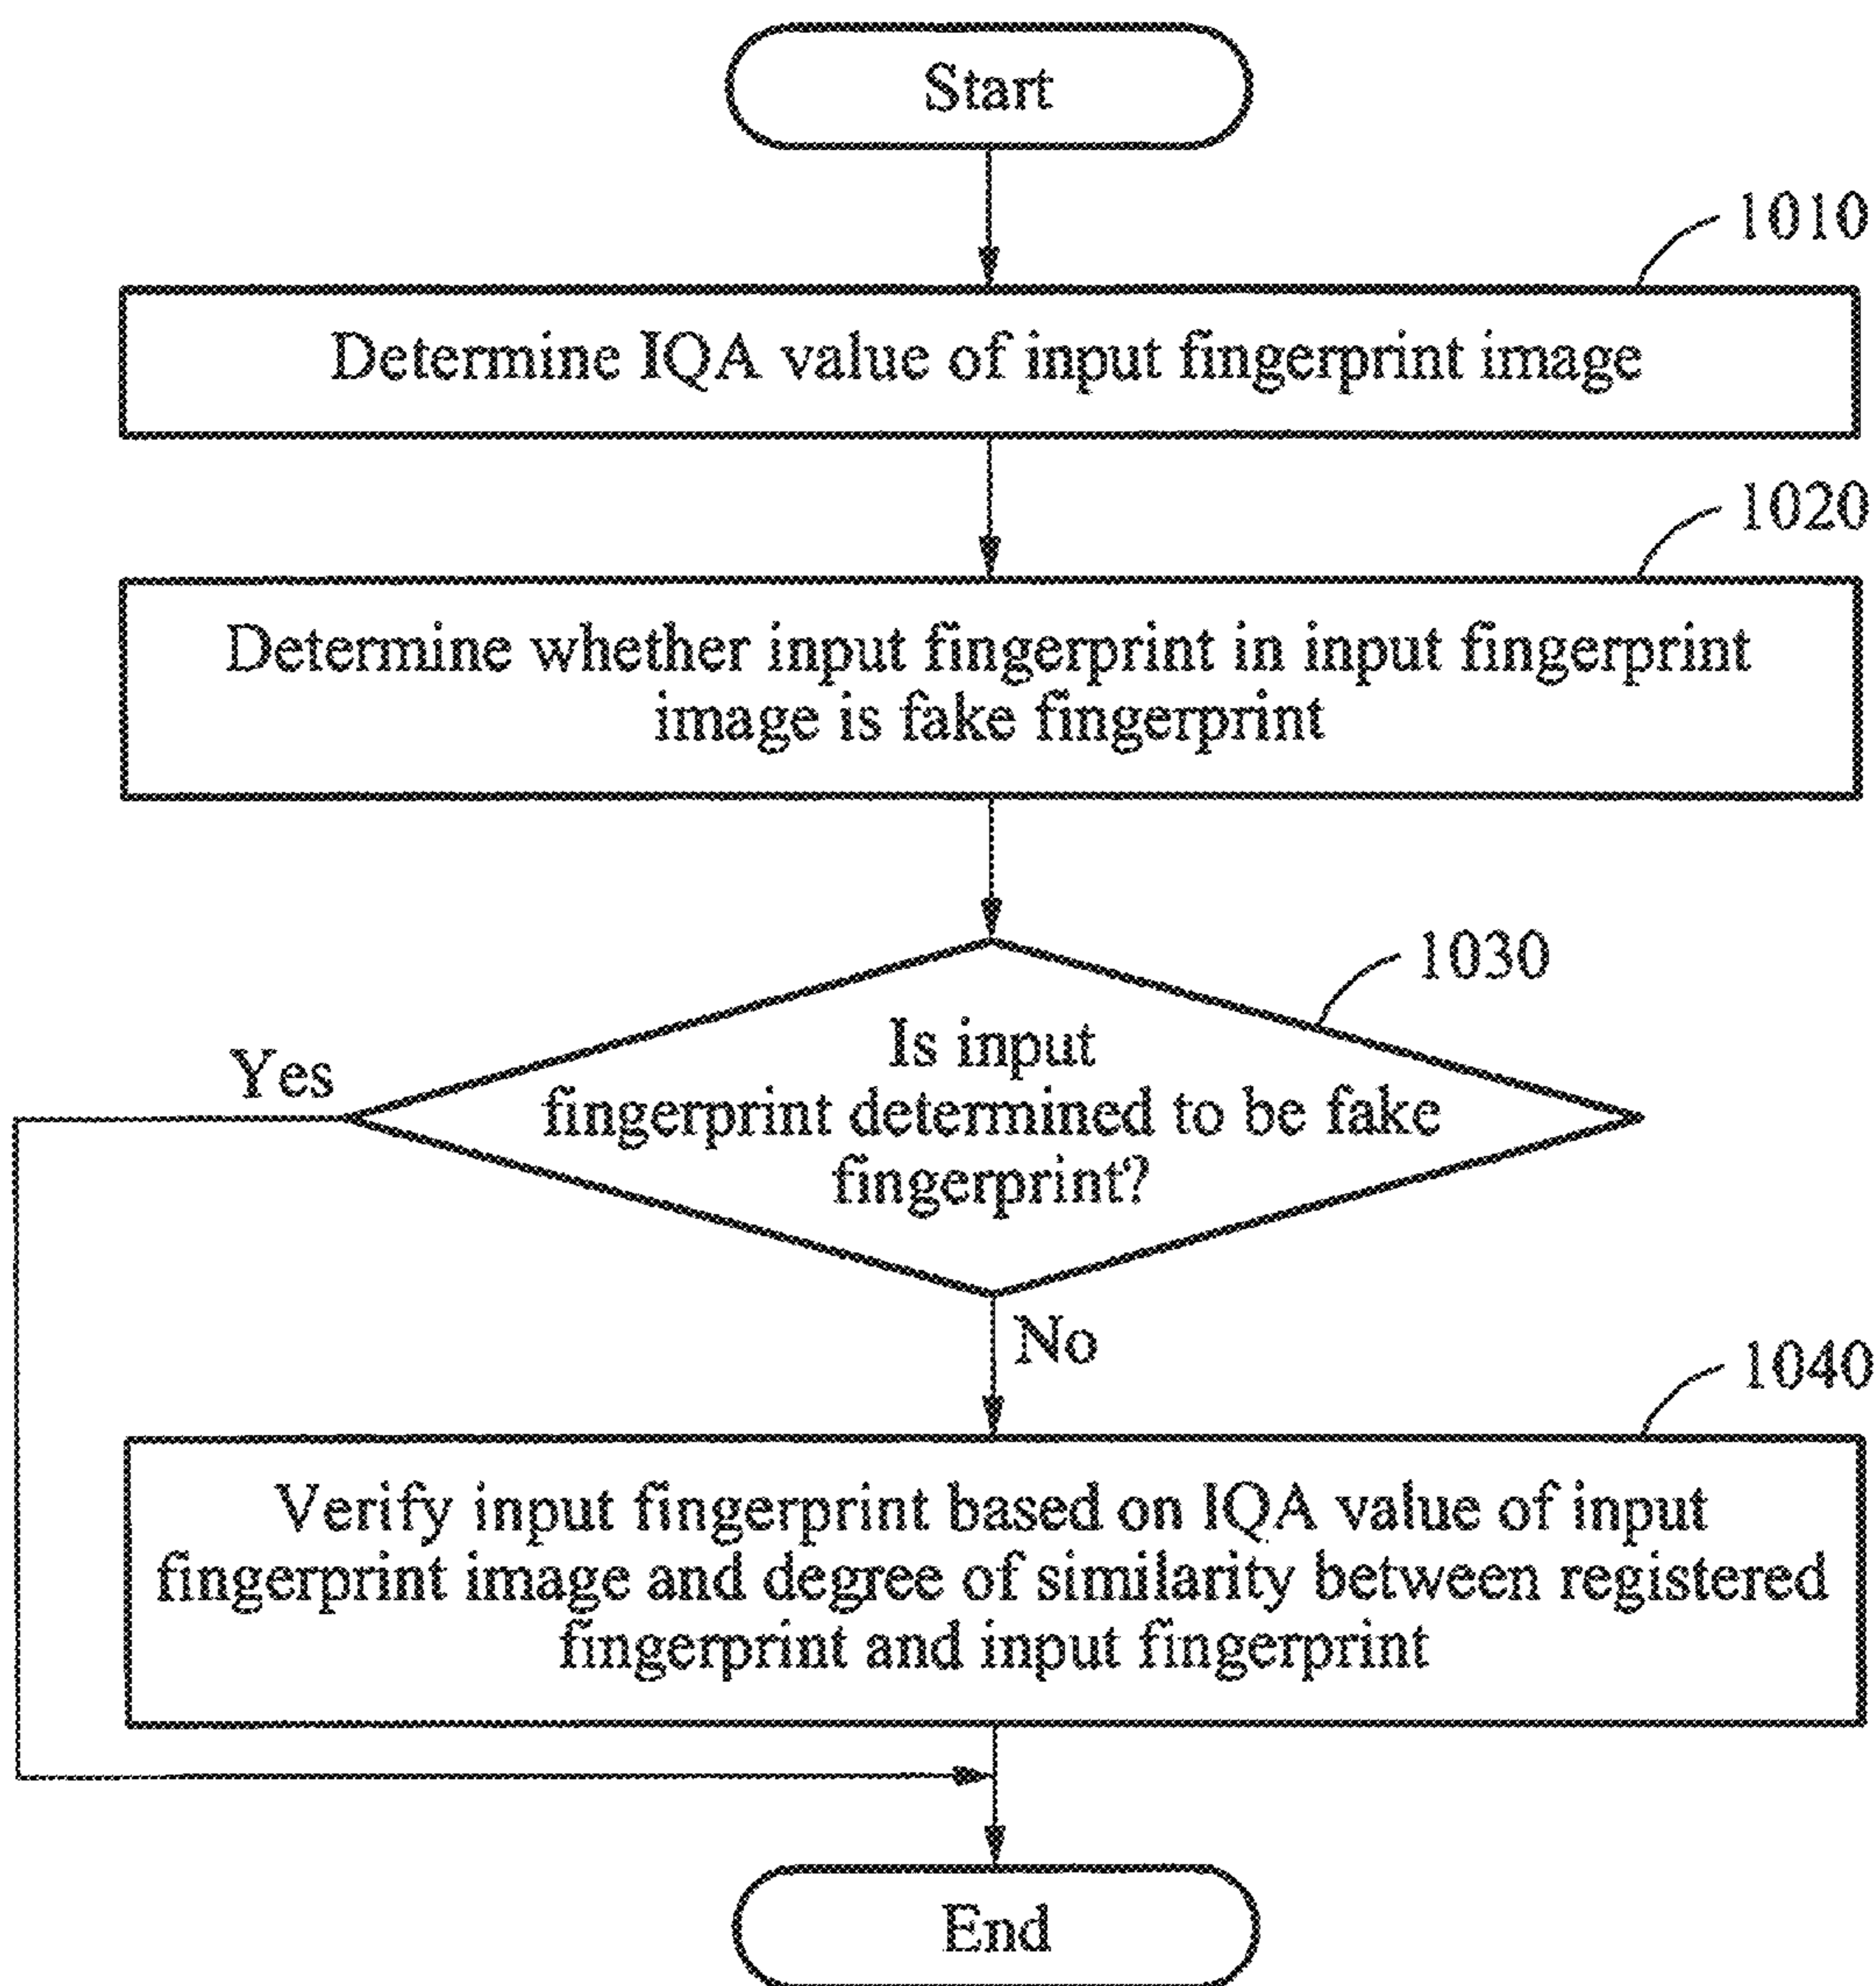 Start
1010
Determine IQA value of input fingerprint image
1020
Determine whether input fingerprint in input fingerprint
image is fake fingerprint
1030
Is input
fingerprint determined to be fake
fingerprint?
Yes
No
1040
Verify input fingerprint based on IQA value of input
fingerprint image and degree of similarity between registered
fingerprint and input fingerprint
End